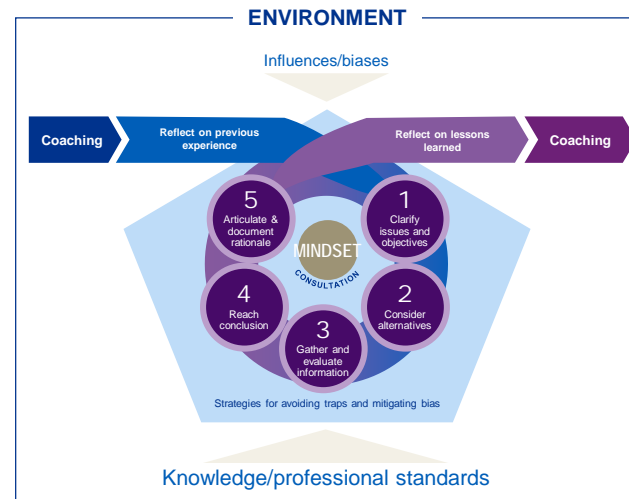 ENVIRONMENT
Influences/biases
Coaching
Reflect on previous
experience
Reflect on lessons
learned
Coaching
5
Articulate &
document
rationale
1
Clarify
issues and
objectives
MINDSET
CONSULTATION
4
Reach
conclusion
2
Consider
alternatives
3
Gather and
evaluate
information
Strategies for avoiding traps and mitigating bias
Knowledge/professional standards